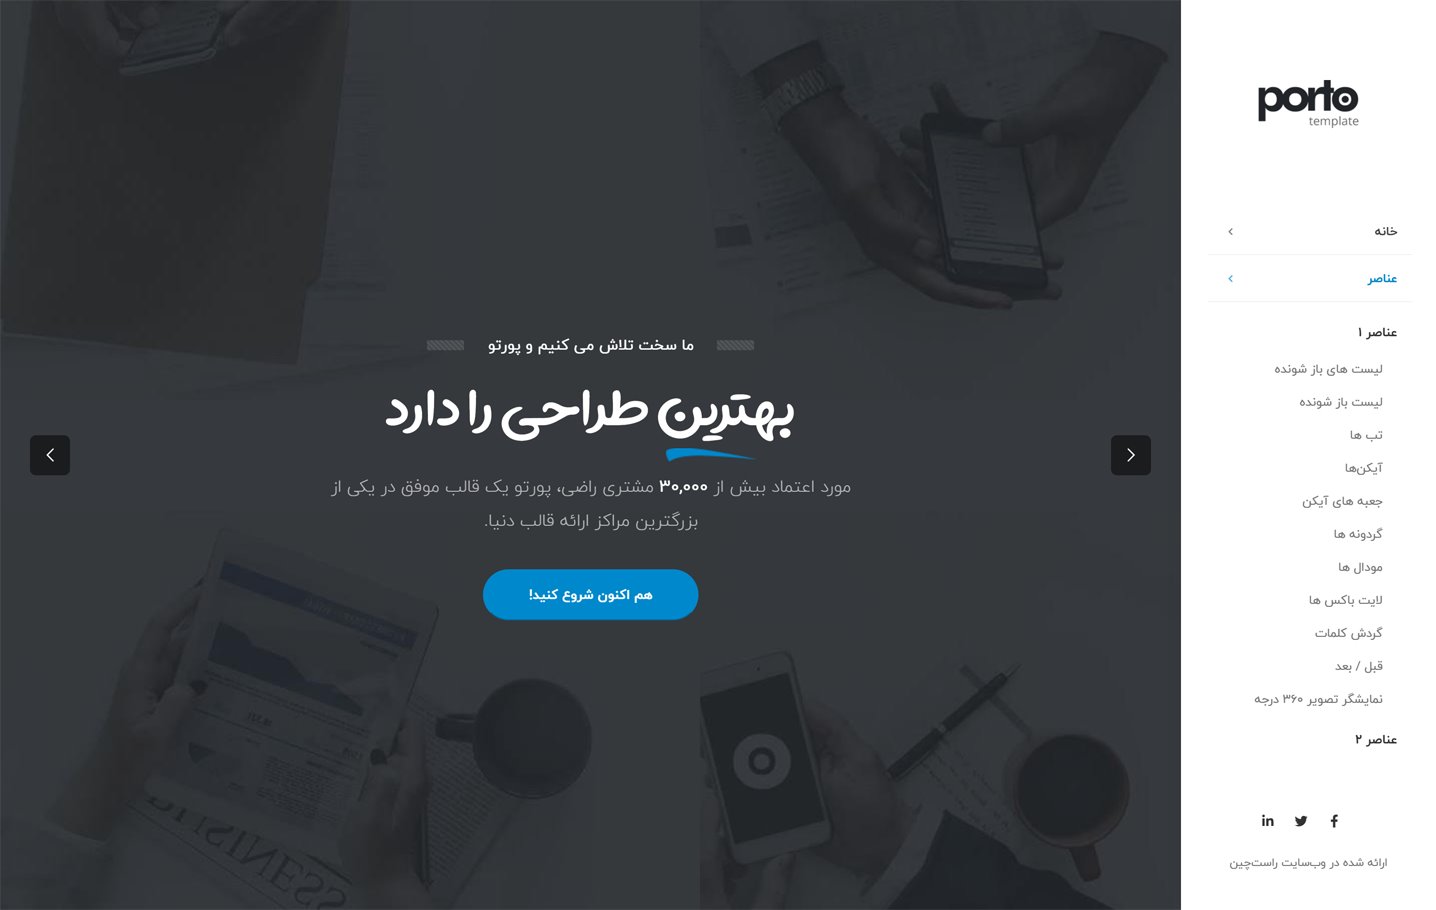 porto
template
خانه
عناصر
عناصر ۱
لیست های باز شونده
لیست باز شونده
تب ها
آیکن‌ها
جعبه های آیکن
گردونه ها
مودال ها
لایت باکس ها
گردش کلمات
قبل / بعد
نمایشگر تصویر ۳۶۰ درجه
عناصر ۲
ارائه شده در وب‌سایت راست‌چین
ما سخت تلاش می کنیم و پورتو
بهترین طراحی را دارد
مورد اعتماد بیش از ۳۰,۰۰۰ مشتری راضی، پورتو یک قالب موفق در یکی از
بزرگترین مراکز ارائه قالب دنیا.
هم اکنون شروع کنید!
BUSINESS